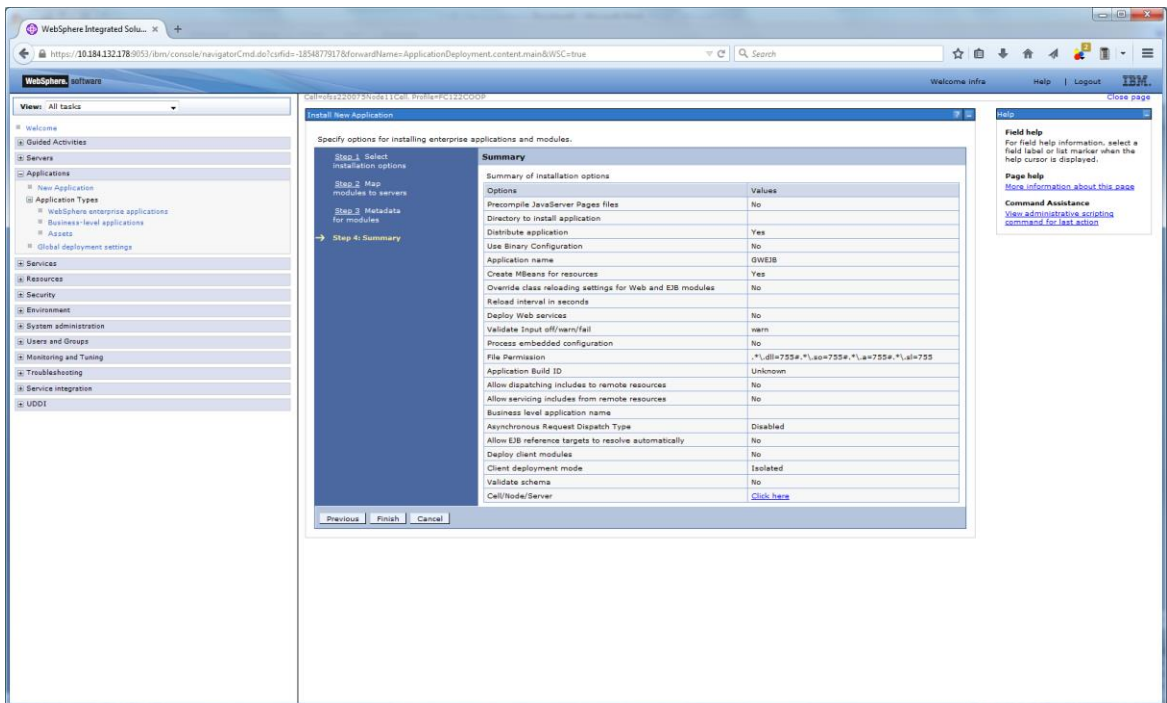 WebSphere Integrated Solu... × +
https://10.184.132.178:9053/ibm/console/navigatorCmd.do?csrfid=-1854877917&forwardName=ApplicationDeployment.content.main&WSC=true
Search
2
WebSphere. software
Welcome infra Help | Logout IBM.
View: All tasks
Welcome
Guided Activities
Servers
Applications
New Application
Application Types
WebSphere enterprise applications
Business-level applications
Assets
Global deployment settings
Services
Resources
Security
Environment
System administration
Users and Groups
Monitoring and Tuning
Troubleshooting
Service integration
UDDI
Profile=FC122COOP
Close page
Install New Application ? –
Specify options for installing enterprise applications and modules.
Step 1 Select
installation options
Step 2 Map
modules to servers
Step 3 Metadata
for modules
→ Step 4: Summary
Summary
Summary of installation options
Options Values
Precompile JavaServer Pages files No
Directory to install application
Distribute application Yes
Use Binary Configuration No
Application name GWEJB
Create MBeans for resources Yes
Override class reloading settings for Web and EJB modules No
Reload interval in seconds
Deploy Web services No
Validate Input off/warn/fail warn
Process embedded configuration No
File Permission .*\.dll=755#.*\.so=755#.*\.a=755#.*\.sl=755
Application Build ID Unknown
Allow dispatching includes to remote resources No
Allow servicing includes from remote resources No
Business level application name
Asynchronous Request Dispatch Type Disabled
Allow EJB reference targets to resolve automatically No
Deploy client modules No
Client deployment mode Isolated
Validate schema No
Cell/Node/Server Click here
Previous Finish Cancel
Help
Field help
For field help information, select a
field label or list marker when the
help cursor is displayed.
Page help
More information about this page
Command Assistance
View administrative scripting
command for last action